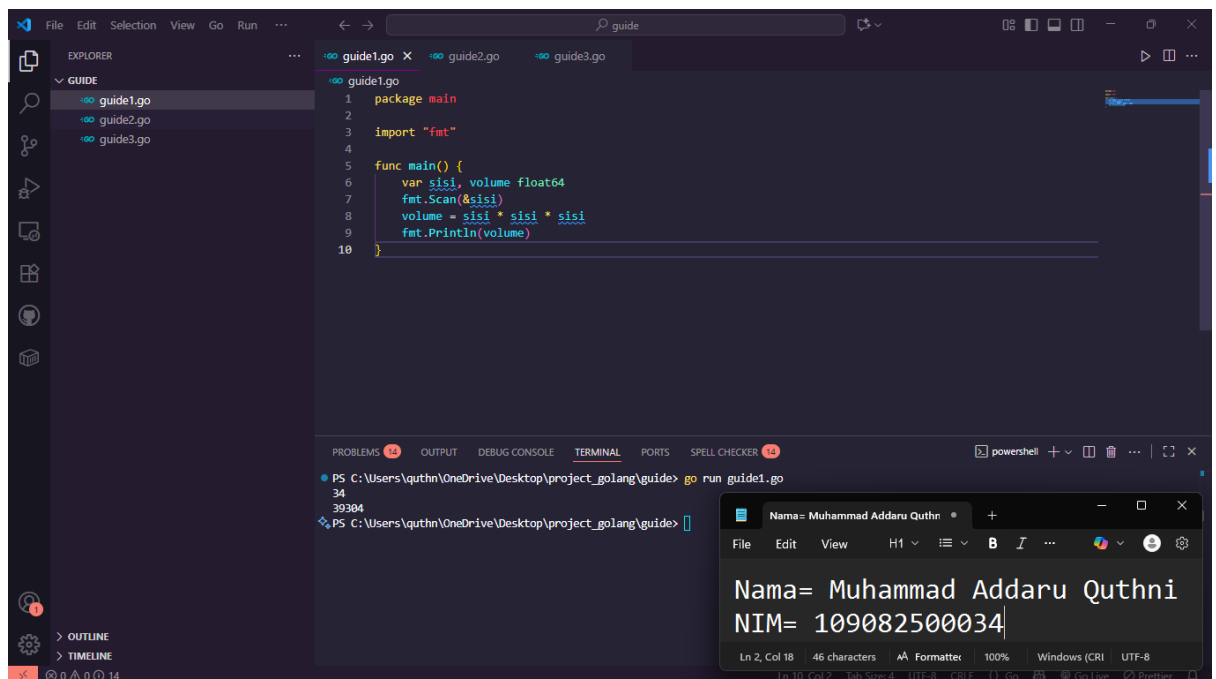 File Edit Selection View Go Run ··· ← → guide
EXPLORER ···
GUIDE
guide1.go
guide2.go
guide3.go
guide1.go × guide2.go guide3.go
guide1.go
1 package main
2
3 import "fmt"
4
5 func main() {
6 var sisi, volume float64
7 fmt.Scan(&sisi)
8 volume = sisi * sisi * sisi
9 fmt.Println(volume)
10 }
PROBLEMS 14 OUTPUT DEBUG CONSOLE TERMINAL PORTS SPELL CHECKER 14 powershell
PS C:\Users\quthn\OneDrive\Desktop\project_golang\guide> go run guide1.go
34
39304
PS C:\Users\quthn\OneDrive\Desktop\project_golang\guide>
Nama= Muhammad Addaru Quthn
File Edit View H1 B I ···
Nama= Muhammad Addaru Quthni
NIM= 109082500034
Ln 2, Col 18 46 characters Formatted 100% Windows (CRI UTF-8
1
OUTLINE
TIMELINE
0 0 14 Ln 10, Col 2 Tab Size: 4 UTF-8 CRLF {} Go Go Live Prettier